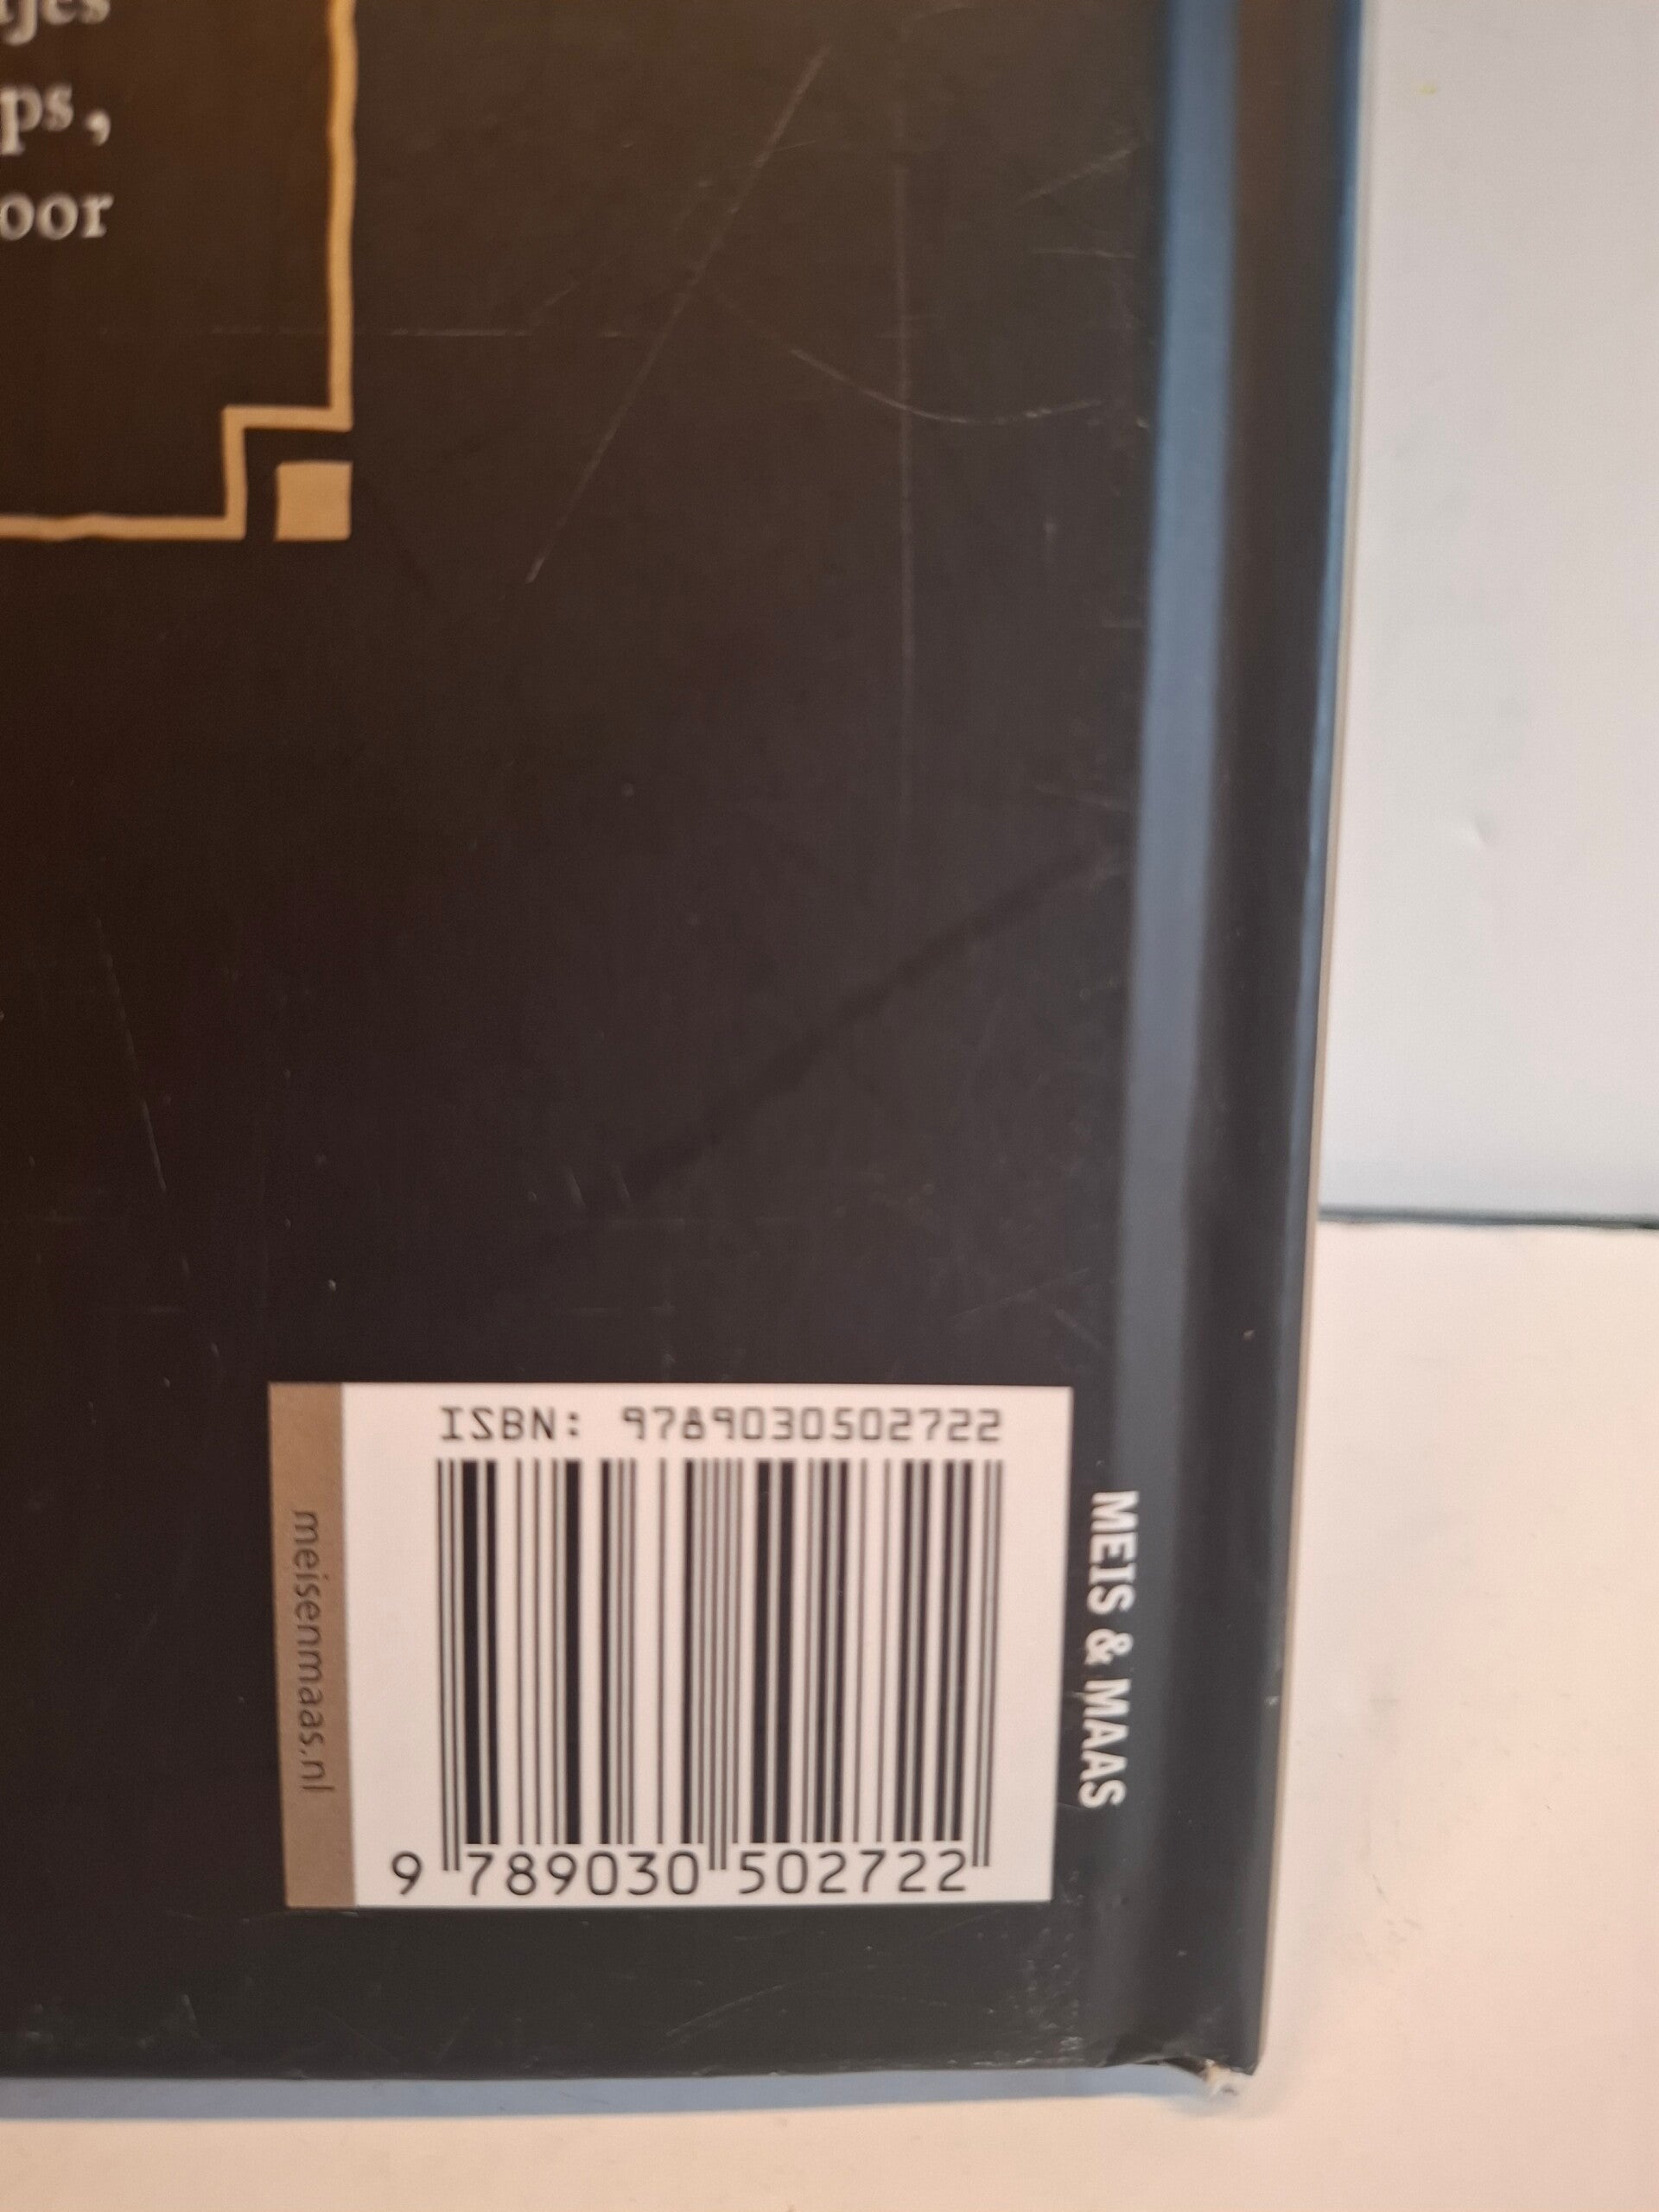 ps,
oor
ISBN: 9789030502722
meisenmaas.nl
MEIS & MAAS
9 789030 502722